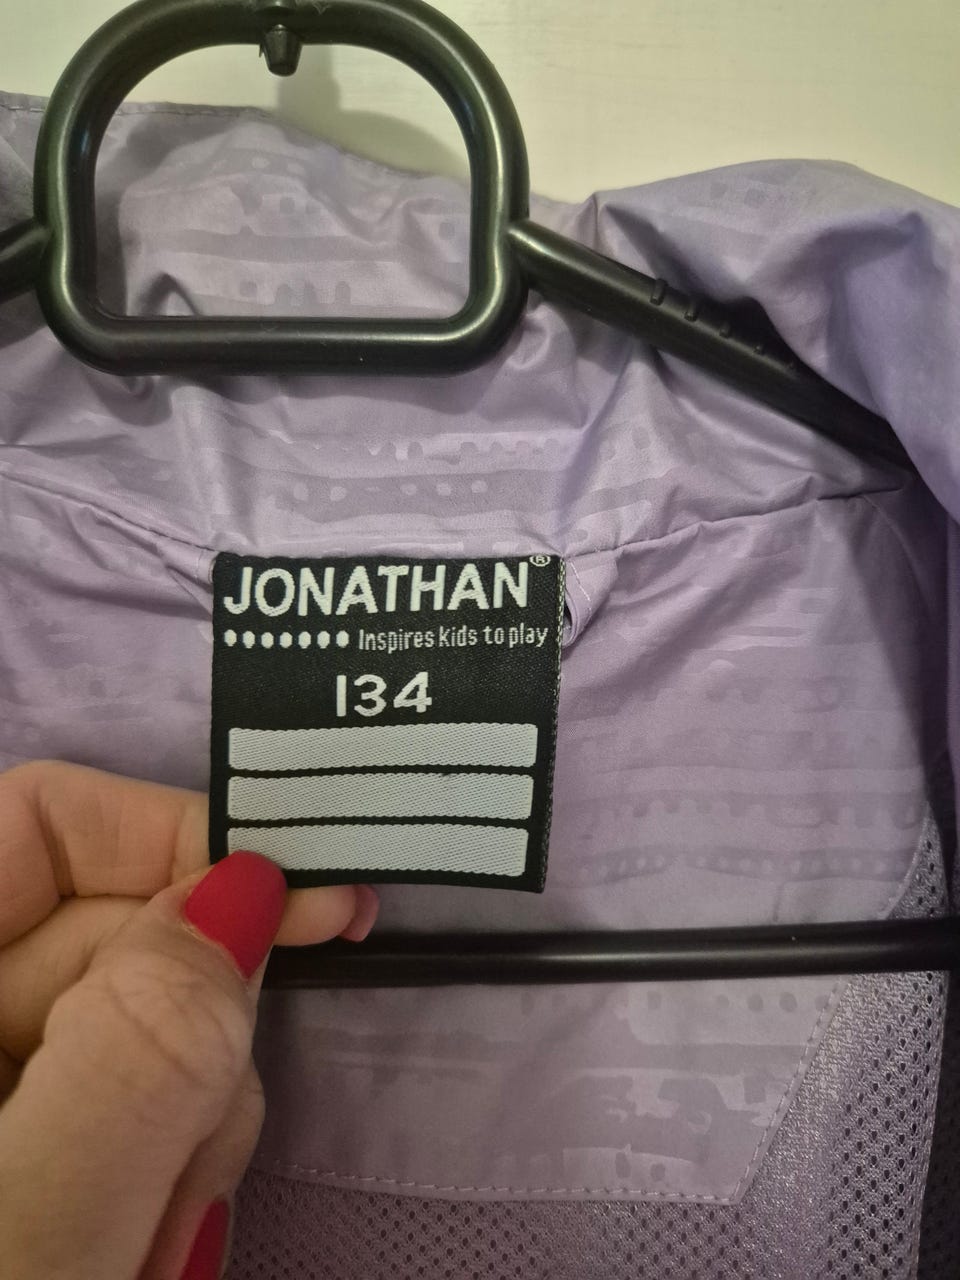 JONATHAN®
Inspires kids to play
134